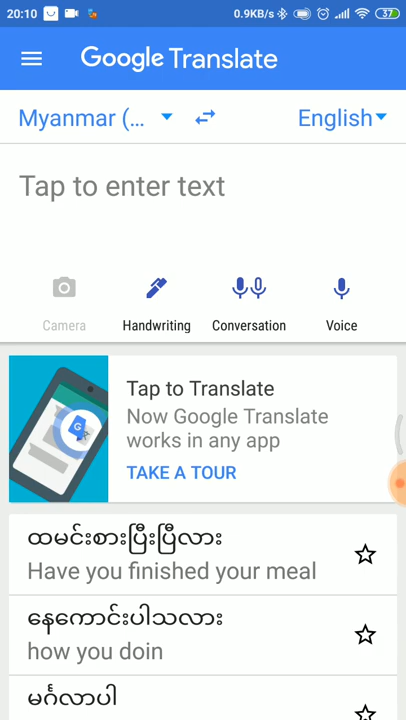 20:10 0.9KB/s 37
Google Translate
Myanmar (... English
Tap to enter text
Camera Handwriting Conversation Voice
Tap to Translate
Now Google Translate
works in any app
TAKE A TOUR
ထမင်းစားပြီးပြီလား
Have you finished your meal
နေကောင်းပါသလား
how you doin
မင်္ဂလာပါ